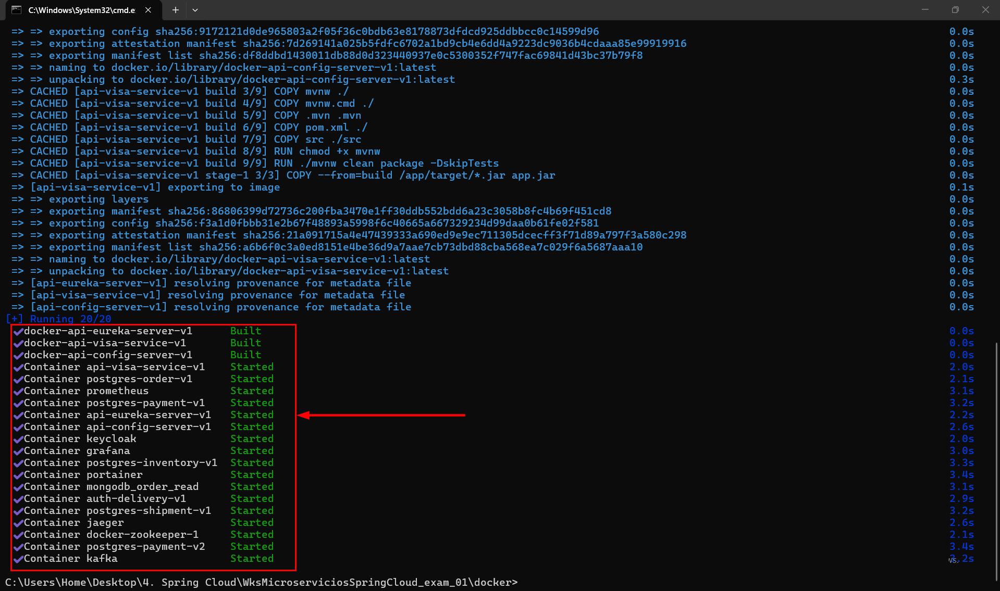 C:\Windows\System32\cmd.e
=> => exporting config sha256:9172121d0de965803a2f05f36c0bdb63e8178873dfdcd925ddbbcc0c14599d96 0.0s
=> => exporting attestation manifest sha256:7d269141a025b5fdfc6702a1bd9cb4e6dd4a9223dc9036b4cdaaa85e99919916 0.0s
=> => exporting manifest list sha256:df8ddbd1430011db88d0d323440937e0c5300352f747fac69841d43bc37b79f8 0.0s
=> => naming to docker.io/library/docker-api-config-server-v1:latest 0.0s
=> => unpacking to docker.io/library/docker-api-config-server-v1:latest 0.3s
=> CACHED [api-visa-service-v1 build 3/9] COPY mvnw ./ 0.0s
=> CACHED [api-visa-service-v1 build 4/9] COPY mvnw.cmd ./ 0.0s
=> CACHED [api-visa-service-v1 build 5/9] COPY .mvn .mvn 0.0s
=> CACHED [api-visa-service-v1 build 6/9] COPY pom.xml ./ 0.0s
=> CACHED [api-visa-service-v1 build 7/9] COPY src ./src 0.0s
=> CACHED [api-visa-service-v1 build 8/9] RUN chmod +x mvnw 0.0s
=> CACHED [api-visa-service-v1 build 9/9] RUN ./mvnw clean package -DskipTests 0.0s
=> CACHED [api-visa-service-v1 stage-1 3/3] COPY --from=build /app/target/*.jar app.jar 0.0s
=> [api-visa-service-v1] exporting to image 0.1s
=> => exporting layers 0.0s
=> => exporting manifest sha256:86806399d72736c200fba3470e1ff30ddb552bdd6a23c3058b8fc4b69f451cd8 0.0s
=> => exporting config sha256:f3a1d0fbbb31e2b67f48893a5998f6c40665a667329234d99daa0b61fe02f581 0.0s
=> => exporting attestation manifest sha256:21a091715a4e47439333a690ed9e9ec711305dcecff3f71d89a797f3a580c298 0.0s
=> => exporting manifest list sha256:a6b6f0c3a0ed8151e4be36d9a7aae7cb73dbd88cba568ea7c029f6a5687aaa10 0.0s
=> => naming to docker.io/library/docker-api-visa-service-v1:latest 0.0s
=> => unpacking to docker.io/library/docker-api-visa-service-v1:latest 0.0s
=> [api-eureka-server-v1] resolving provenance for metadata file 0.0s
=> [api-visa-service-v1] resolving provenance for metadata file 0.0s
=> [api-config-server-v1] resolving provenance for metadata file 0.0s
[+] Running 20/20
✔docker-api-eureka-server-v1 Built 0.0s
✔docker-api-visa-service-v1 Built 0.0s
✔docker-api-config-server-v1 Built 0.0s
✔Container api-visa-service-v1 Started 2.0s
✔Container postgres-order-v1 Started 2.1s
✔Container prometheus Started 3.1s
✔Container postgres-payment-v1 Started 3.2s
✔Container api-eureka-server-v1 Started 2.2s
✔Container api-config-server-v1 Started 2.6s
✔Container keycloak Started 2.0s
✔Container grafana Started 3.0s
✔Container postgres-inventory-v1 Started 3.3s
✔Container portainer Started 3.4s
✔Container mongodb_order_read Started 3.1s
✔Container auth-delivery-v1 Started 2.9s
✔Container postgres-shipment-v1 Started 3.2s
✔Container jaeger Started 2.6s
✔Container docker-zookeeper-1 Started 2.1s
✔Container postgres-payment-v2 Started 3.4s
✔Container kafka Started
C:\Users\Home\Desktop\4. Spring Cloud\WksMicroserviciosSpringCloud_exam_01\docker>